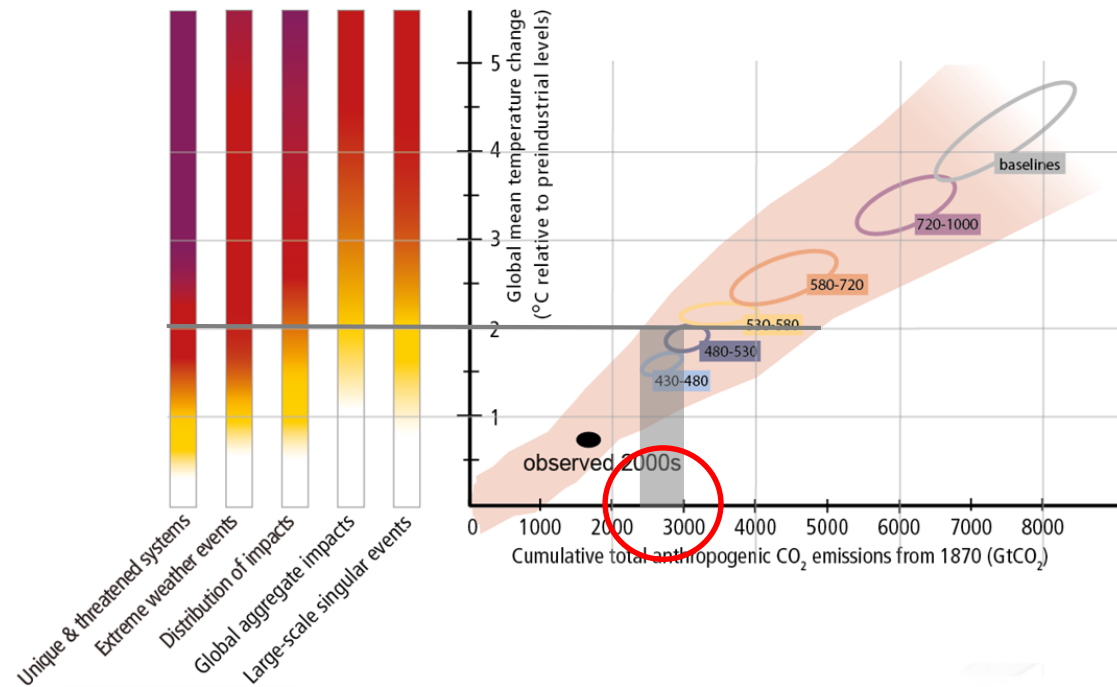 Global mean temperature change
(°C relative to preindustrial levels)
5
4
3
2
1
baselines
720-1000
580-720
530-580
480-530
430-480
observed 2000s
0 1000 2000 3000 4000 5000 6000 7000 8000
Cumulative total anthropogenic CO₂ emissions from 1870 (GtCO₂)
Unique & threatened systems
Extreme weather events
Distribution of impacts
Global aggregate impacts
Large-scale singular events